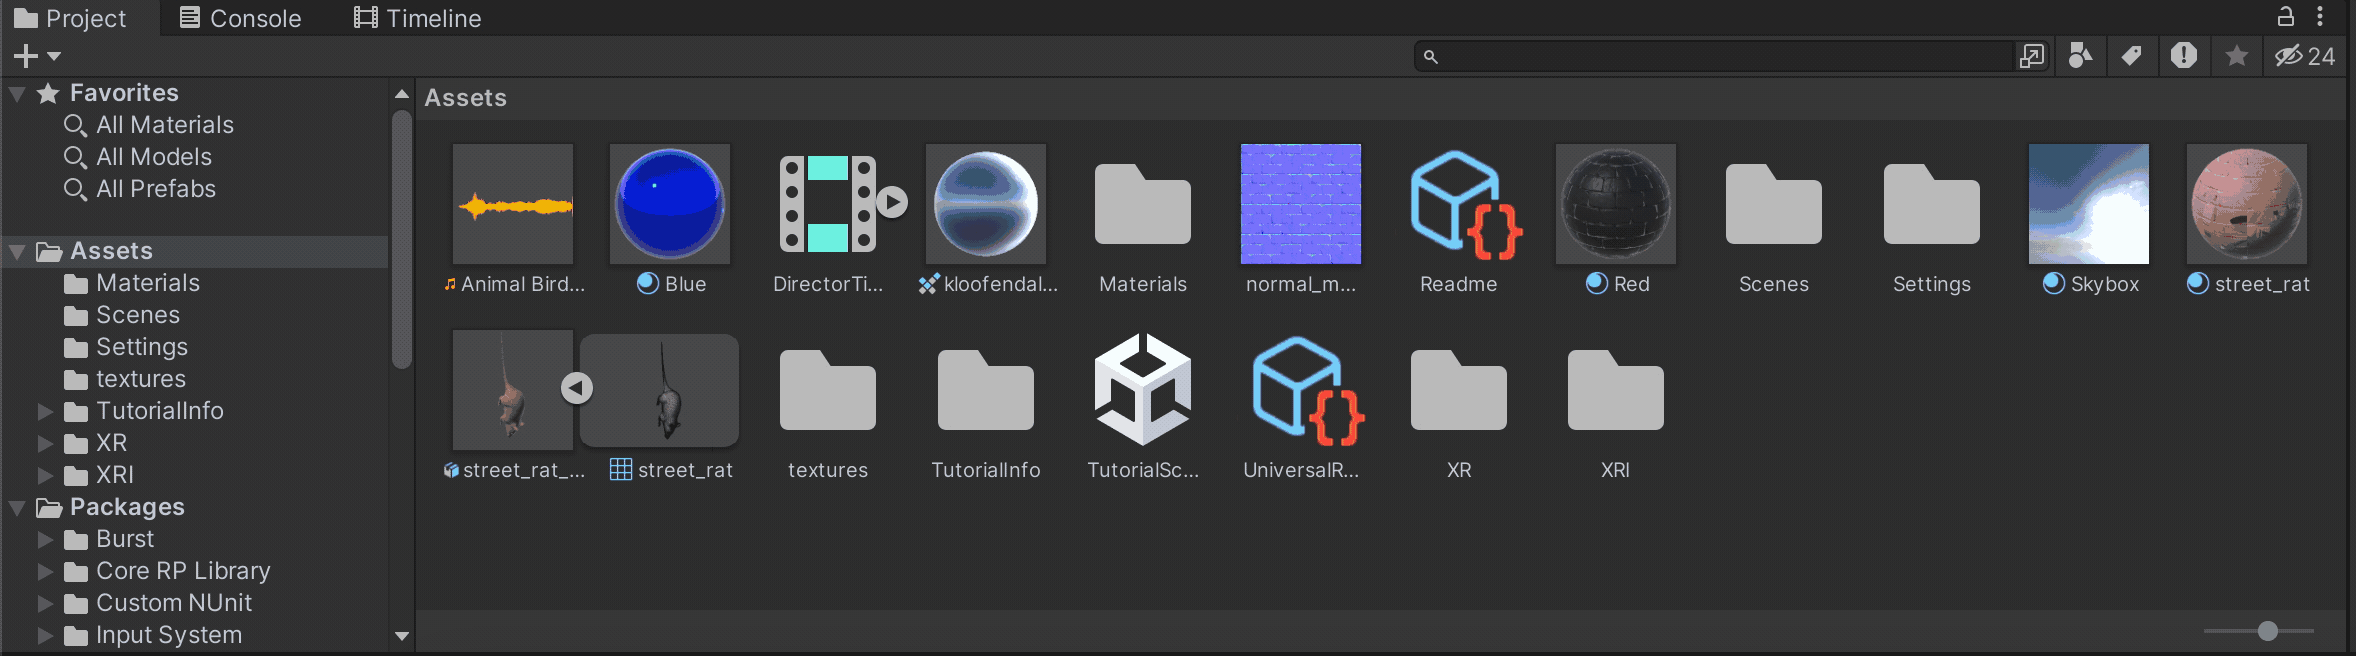 Project
Console
Timeline
24
Favorites
All Materials
All Models
All Prefabs
Assets
Materials
Scenes
Settings
textures
TutorialInfo
XR
XRI
Packages
Burst
Core RP Library
Custom NUnit
Input System
Assets
Animal Bird...
Blue
DirectorTi...
kloofendal...
Materials
normal_m...
Readme
Red
Scenes
Settings
Skybox
street_rat
street_rat_...
street_rat
textures
TutorialInfo
TutorialSc...
UniversalR...
XR
XRI